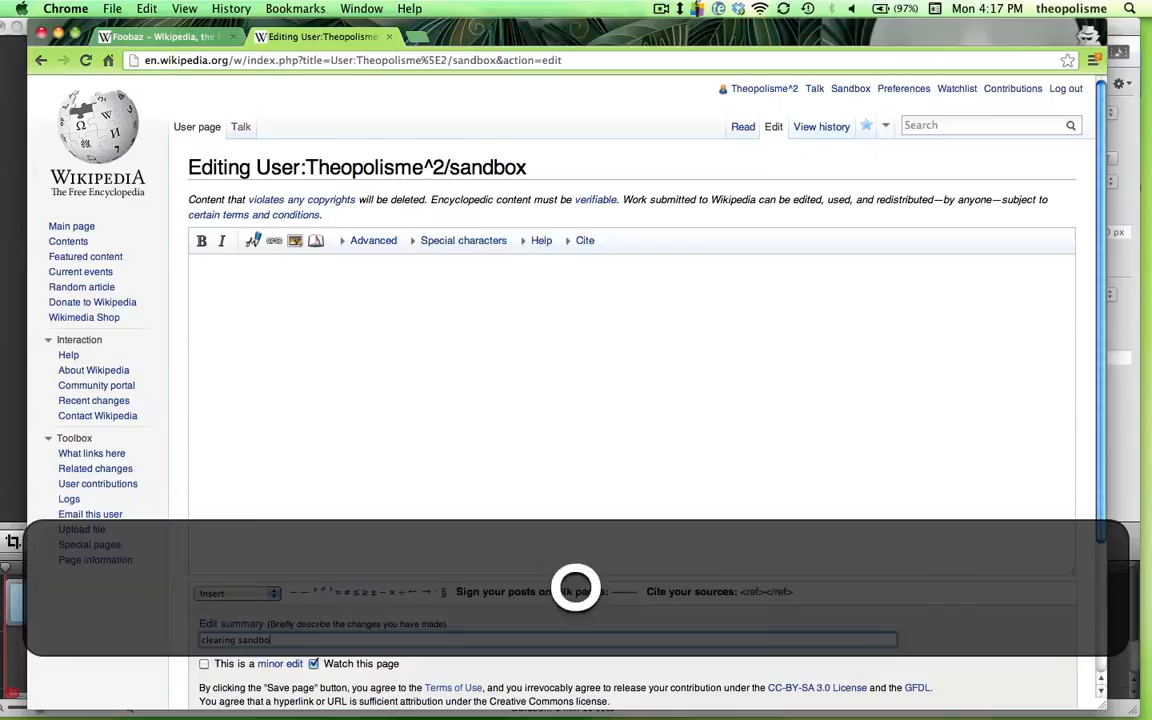 Chrome File Edit View History Bookmarks Window Help (97%) Mon 4:17 PM theopolisme
Foobaz – Wikipedia, the f Editing User:Theopolisme
en.wikipedia.org/w/index.php?title=User:Theopolisme%5E2/sandbox&action=edit
Theopolisme^2 Talk Sandbox Preferences Watchlist Contributions Log out
User page Talk Read Edit View history Search
WIKIPEDIA
The Free Encyclopedia
Editing User:Theopolisme^2/sandbox
Content that violates any copyrights will be deleted. Encyclopedic content must be verifiable. Work submitted to Wikipedia can be edited, used, and redistributed—by anyone—subject to
certain terms and conditions.
B I Advanced Special characters Help Cite
Main page
Contents
Featured content
Current events
Random article
Donate to Wikipedia
Wikimedia Shop
Interaction
Help
About Wikipedia
Community portal
Recent changes
Contact Wikipedia
Toolbox
What links here
Related changes
User contributions
Logs
Email this user
Upload file
Special pages
Page information
0 px
Insert – — ° ′ ″ ≈ ≠ ≤ ≥ ± − × ÷ ← → · § Sign your posts on talk pages: ~~~~ Cite your sources: <ref></ref>
Edit summary (Briefly describe the changes you have made)
clearing sandbo
This is a minor edit Watch this page
By clicking the "Save page" button, you agree to the Terms of Use, and you irrevocably agree to release your contribution under the CC-BY-SA 3.0 License and the GFDL.
You agree that a hyperlink or URL is sufficient attribution under the Creative Commons license.